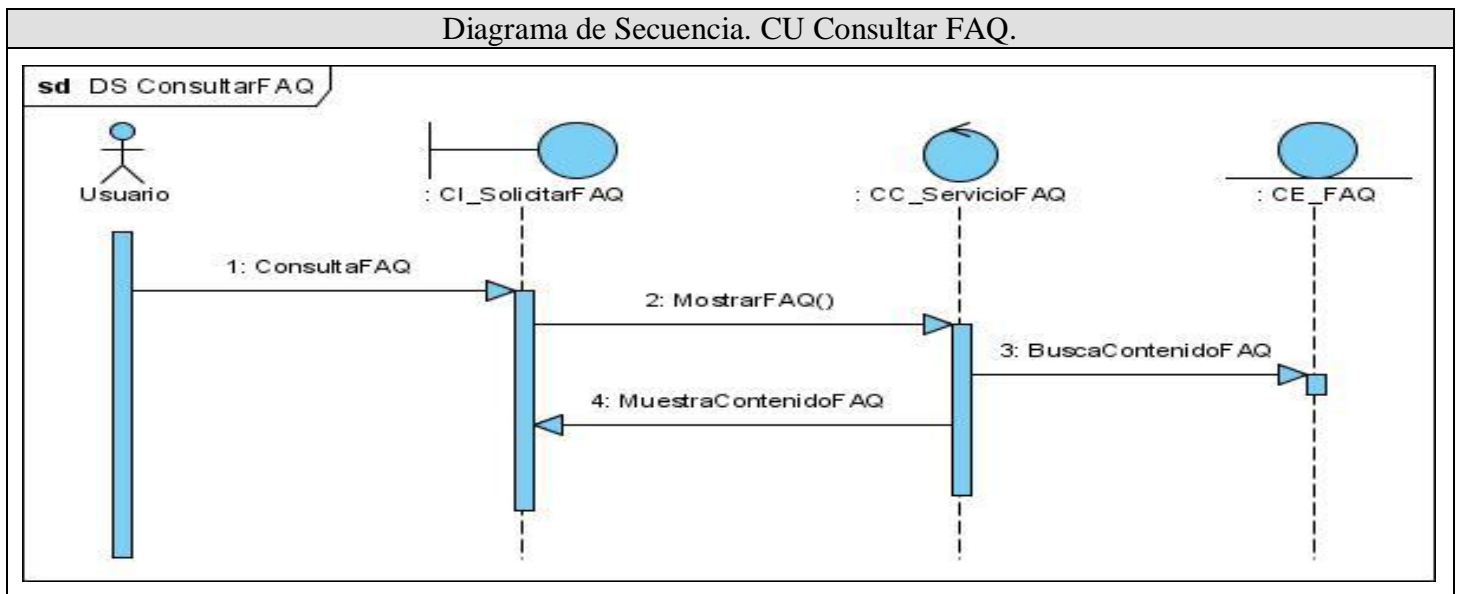 Diagrama de Secuencia. CU Consultar FAQ.
sd DS ConsultarFAQ
Usuario
: CI_SolicitarFAQ
: CC_ServicioFAQ
: CE_FAQ
1: ConsultaFAQ
2: MostrarFAQ()
3: BuscaContenidoFAQ
4: MuestraContenidoFAQ